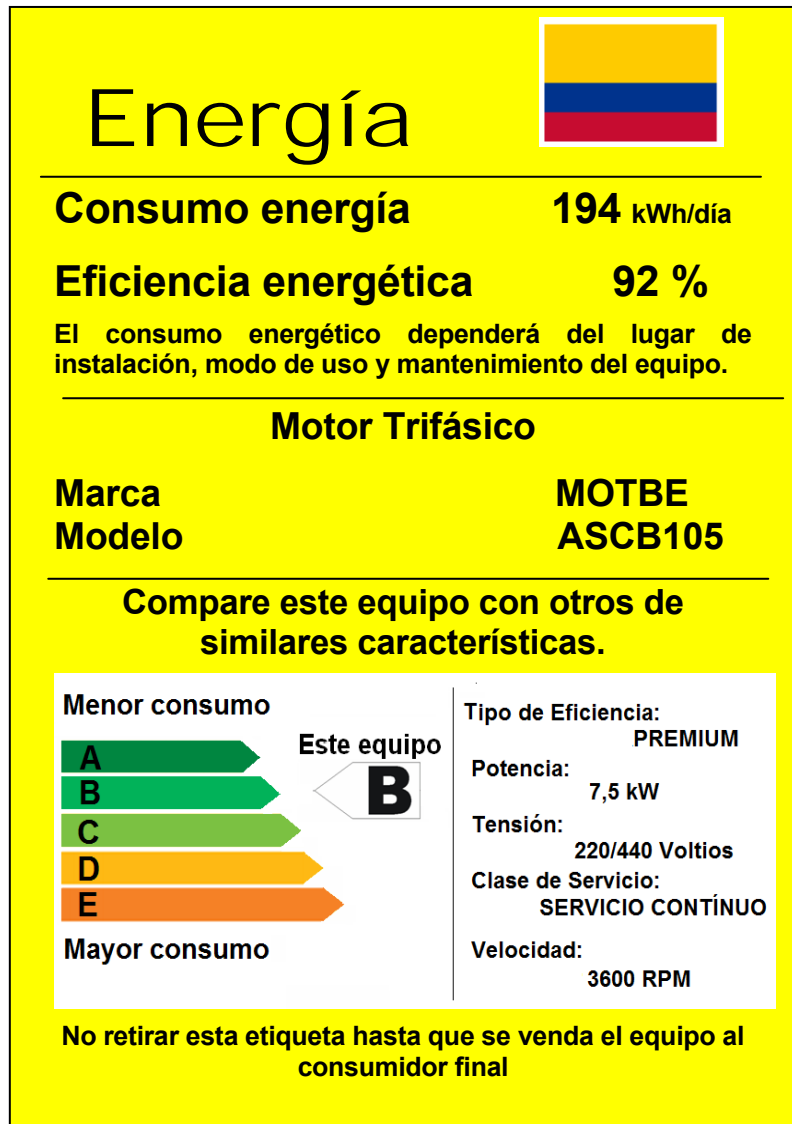 Energía
Consumo energía 194 kWh/día
Eficiencia energética 92 %
El consumo energético dependerá del lugar de
instalación, modo de uso y mantenimiento del equipo.
Motor Trifásico
Marca MOTBE
Modelo ASCB105
Compare este equipo con otros de
similares características.
Menor consumo
Este equipo
A
B
B
C
D
E
Mayor consumo
Tipo de Eficiencia:
PREMIUM
Potencia:
7,5 kW
Tensión:
220/440 Voltios
Clase de Servicio:
SERVICIO CONTÍNUO
Velocidad:
3600 RPM
No retirar esta etiqueta hasta que se venda el equipo al
consumidor final